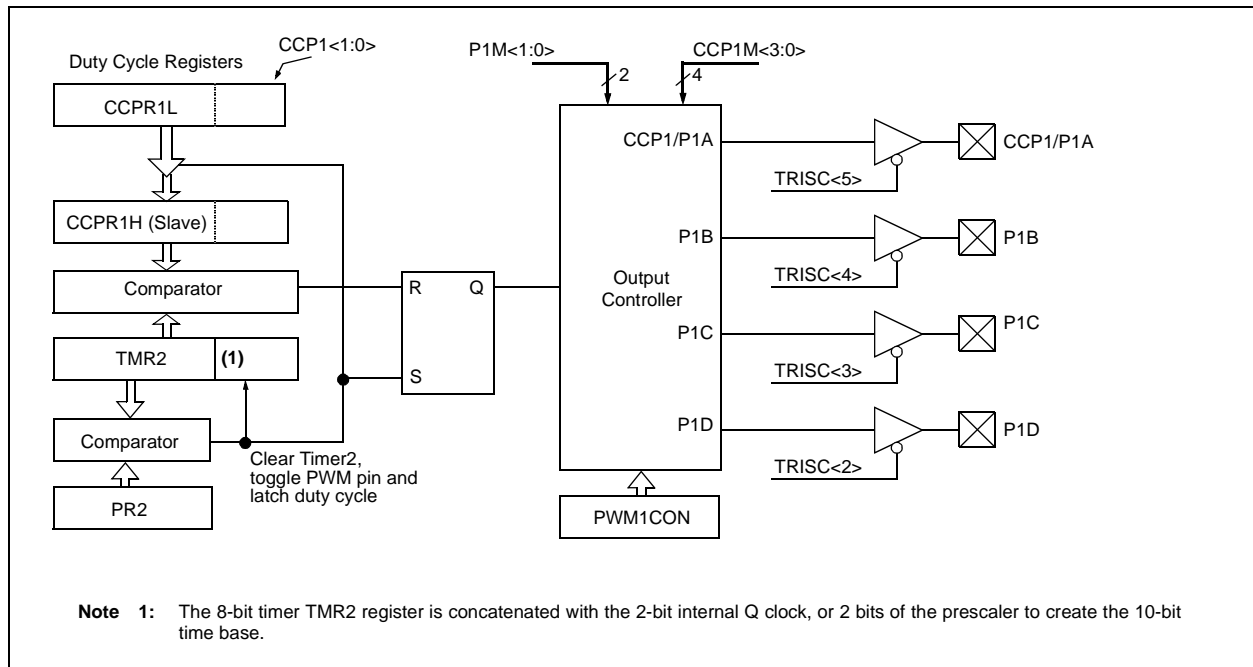 CCP1<1:0>
Duty Cycle Registers
CCPR1L
CCPR1H (Slave)
Comparator
TMR2
(1)
Comparator
PR2
Clear Timer2,
toggle PWM pin and
latch duty cycle
R
Q
S
P1M<1:0>
2
CCP1M<3:0>
4
Output
Controller
CCP1/P1A
P1B
P1C
P1D
PWM1CON
TRISC<5>
CCP1/P1A
TRISC<4>
P1B
TRISC<3>
P1C
TRISC<2>
P1D
Note 1: The 8-bit timer TMR2 register is concatenated with the 2-bit internal Q clock, or 2 bits of the prescaler to create the 10-bit
time base.